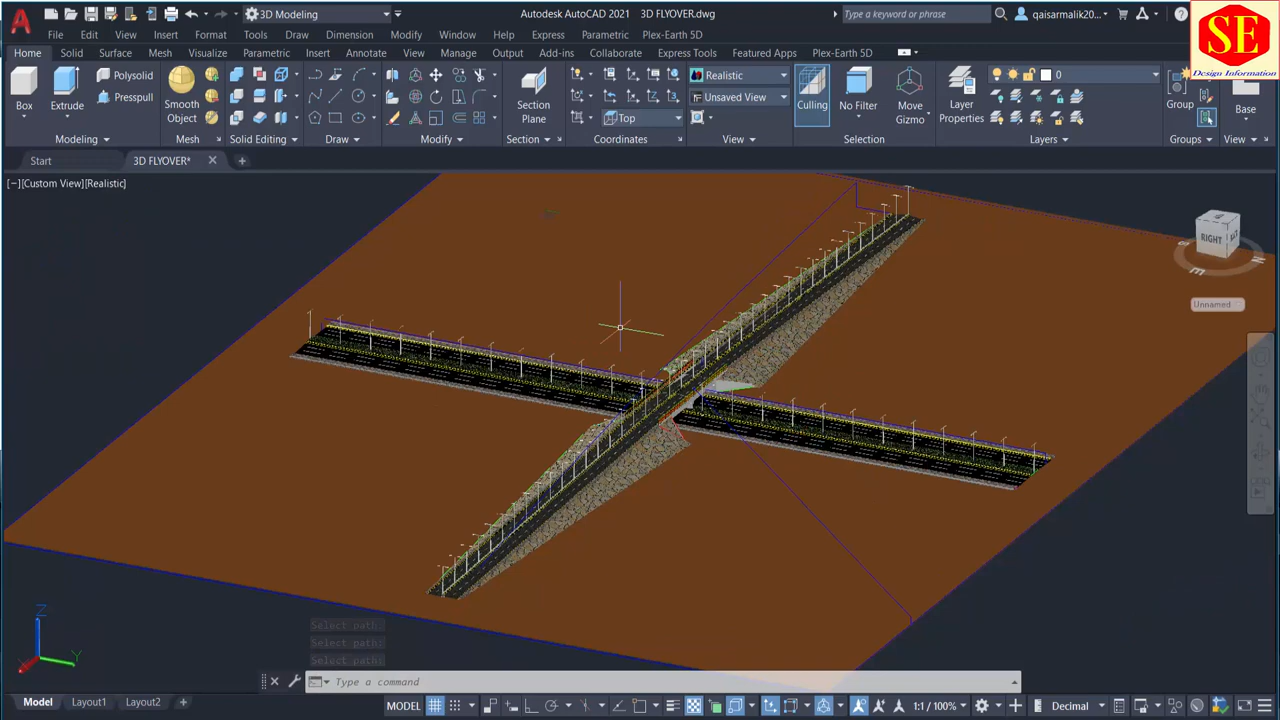 3D Modeling
Autodesk AutoCAD 2021 3D FLYOVER.dwg
Type a keyword or phrase
qaisarmalik20...
SE
Design Information
File Edit View Insert Format Tools Draw Dimension Modify Window Help Express Parametric Plex-Earth 5D
Home Solid Surface Mesh Visualize Parametric Insert Annotate View Manage Output Add-ins Collaborate Express Tools Featured Apps Plex-Earth 5D
Box
Extrude
Polysolid
Presspull
Smooth
Object
Section
Plane
Realistic
Unsaved View
Top
Culling
No Filter
Move
Gizmo
Layer
Properties
0
Group
Base
Modeling Mesh Solid Editing Draw Modify Section Coordinates View Selection Layers Groups View
Start
3D FLYOVER*
[−][Custom View][Realistic]
RIGHT
Unnamed
Z
Y
X
Select path:
Select path:
Select path:
Type a command
Model Layout1 Layout2
MODEL
1:1 / 100%
Decimal